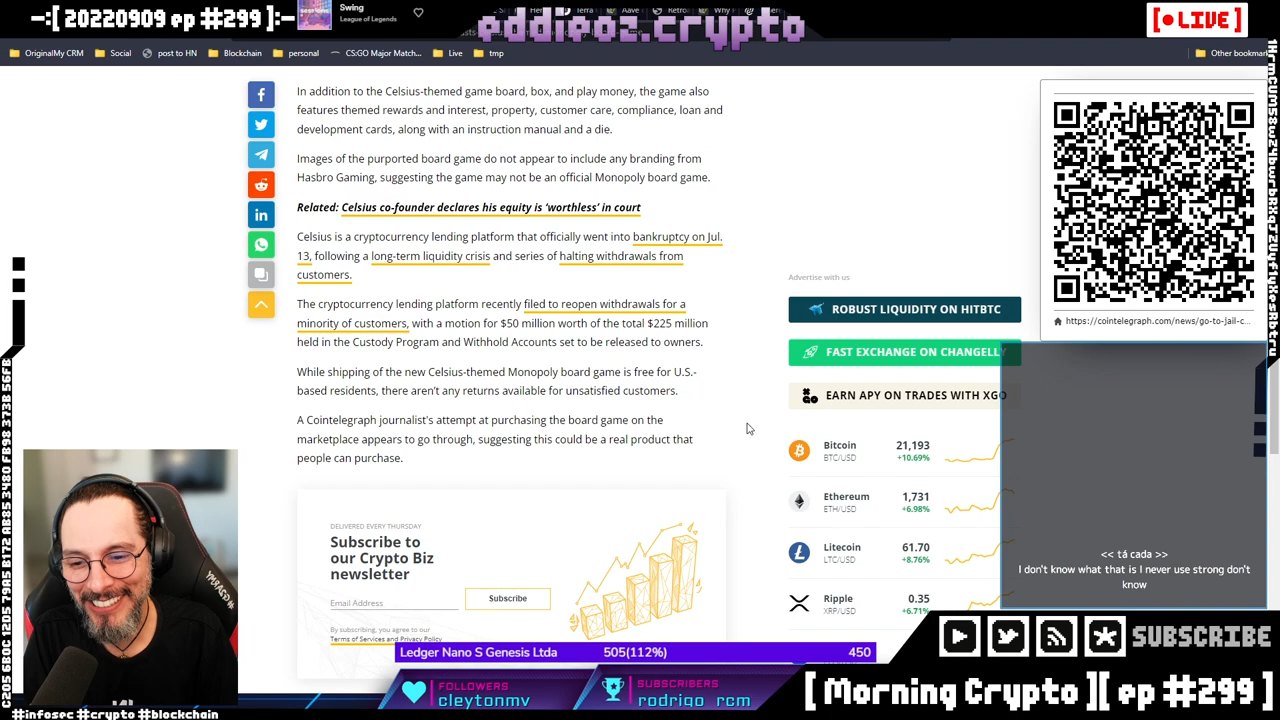 -:[ 20220909 ep #299 ]:-
Swing
League of Legends
eddieoz.crypto
[●LIVE]
OriginalMy CRM
Social
post to HN
Blockchain
personal
CS:GO Major Match...
Live
tmp
Other bookmar
In addition to the Celsius-themed game board, box, and play money, the game also
features themed rewards and interest, property, customer care, compliance, loan and
development cards, along with an instruction manual and a die.
Images of the purported board game do not appear to include any branding from
Hasbro Gaming, suggesting the game may not be an official Monopoly board game.
Related: Celsius co-founder declares his equity is ‘worthless’ in court
Celsius is a cryptocurrency lending platform that officially went into bankruptcy on Jul.
13, following a long-term liquidity crisis and series of halting withdrawals from
customers.
The cryptocurrency lending platform recently filed to reopen withdrawals for a
minority of customers, with a motion for $50 million worth of the total $225 million
held in the Custody Program and Withhold Accounts set to be released to owners.
While shipping of the new Celsius-themed Monopoly board game is free for U.S.-
based residents, there aren't any returns available for unsatisfied customers.
A Cointelegraph journalist's attempt at purchasing the board game on the
marketplace appears to go through, suggesting this could be a real product that
people can purchase.
DELIVERED EVERY THURSDAY
Subscribe to
our Crypto Biz
newsletter
Email Address
Subscribe
By subscribing, you agree to our
Terms of Services and Privacy Policy
https://cointelegraph.com/news/go-to-jail-c...
Advertise with us
ROBUST LIQUIDITY ON HITBTC
FAST EXCHANGE ON CHANGELLY
EARN APY ON TRADES WITH XGO
Bitcoin 21,193
BTC/USD +10.69%
Ethereum 1,731
ETH/USD +6.98%
Litecoin 61.70
LTC/USD +8.76%
Ripple 0.35
XRP/USD +6.71%
<< tá cada >>
I don't know what that is I never use strong don't
know
Ledger Nano S Genesis Ltda 505(112%) 450
FOLLOWERS
cleytonmv
SUBSCRIBERS
rodrigo_rcm
SUBSCRIBE
[ Morning Crypto ][ ep #299 ]
#infosec #crypto #blockchain